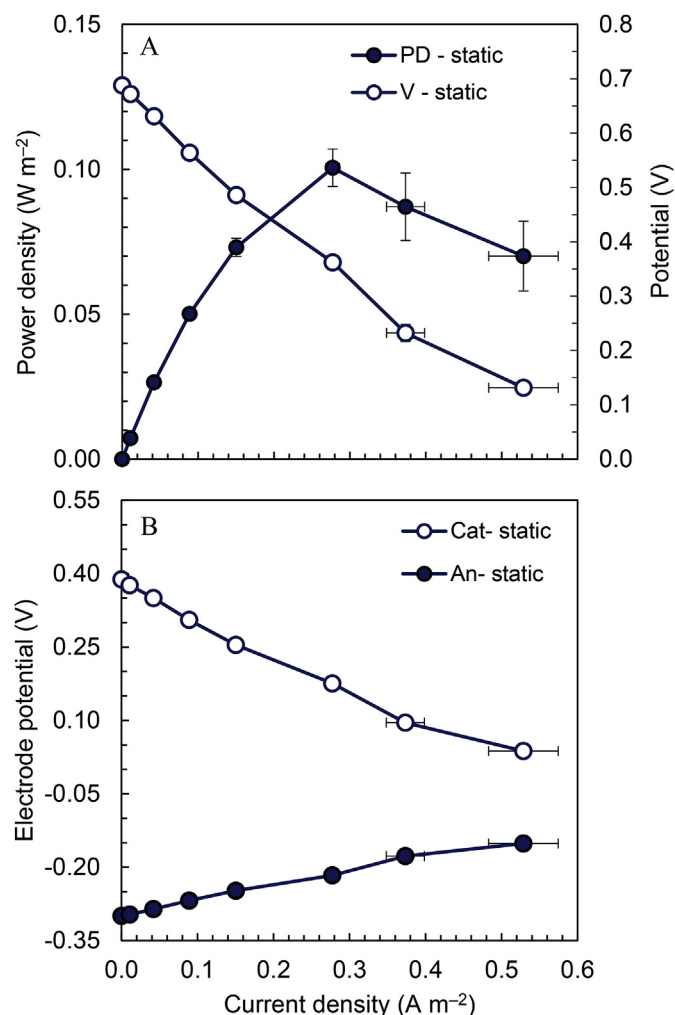 A
PD - static
V - static
0.15
0.10
0.05
0.00
Power density (W m⁻²)
0.8
0.7
0.6
0.5
0.4
0.3
0.2
0.1
0.0
Potential (V)
B
Cat- static
An- static
0.55
0.40
0.25
0.10
-0.05
-0.20
-0.35
Electrode potential (V)
0.0 0.1 0.2 0.3 0.4 0.5 0.6
Current density (A m⁻²)